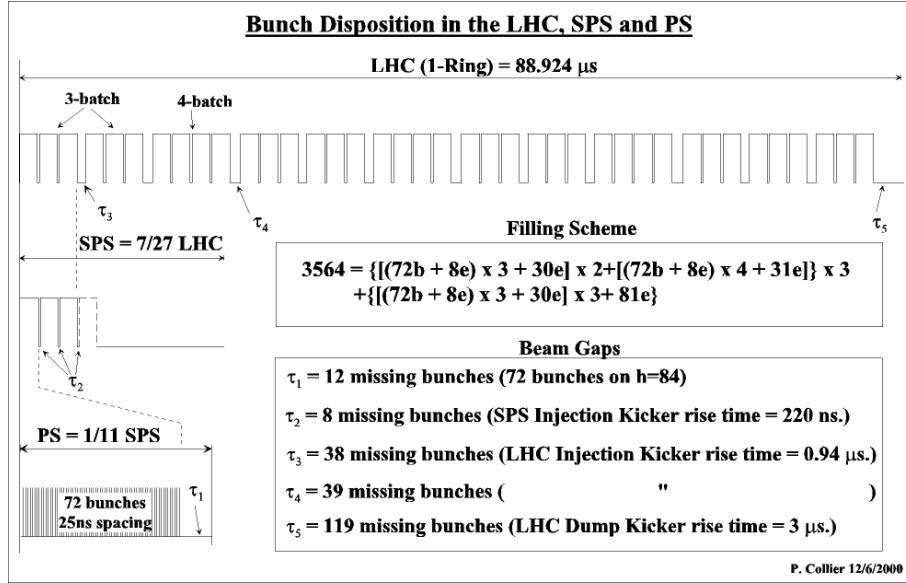 Bunch Disposition in the LHC, SPS and PS
LHC (1-Ring) = 88.924 μs
3-batch
4-batch
τ3
τ4
τ5
SPS = 7/27 LHC
Filling Scheme
3564 = {[(72b + 8e) x 3 + 30e] x 2+[(72b + 8e) x 4 + 31e]} x 3
+{[(72b + 8e) x 3 + 30e] x 3+ 81e}
τ2
Beam Gaps
τ1 = 12 missing bunches (72 bunches on h=84)
τ2 = 8 missing bunches (SPS Injection Kicker rise time = 220 ns.)
τ3 = 38 missing bunches (LHC Injection Kicker rise time = 0.94 μs.)
τ4 = 39 missing bunches ( " )
τ5 = 119 missing bunches (LHC Dump Kicker rise time = 3 μs.)
PS = 1/11 SPS
τ1
72 bunches
25ns spacing
P. Collier 12/6/2000